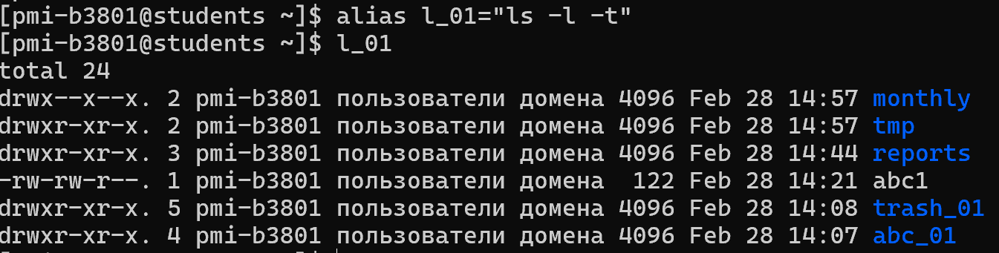 [pmi-b3801@students ~]$ alias l_01="ls -l -t"
[pmi-b3801@students ~]$ l_01
total 24
drwx--x--x. 2 pmi-b3801 пользователи домена 4096 Feb 28 14:57 monthly
drwxr-xr-x. 2 pmi-b3801 пользователи домена 4096 Feb 28 14:57 tmp
drwxr-xr-x. 3 pmi-b3801 пользователи домена 4096 Feb 28 14:44 reports
-rw-rw-r--. 1 pmi-b3801 пользователи домена  122 Feb 28 14:21 abc1
drwxr-xr-x. 5 pmi-b3801 пользователи домена 4096 Feb 28 14:08 trash_01
drwxr-xr-x. 4 pmi-b3801 пользователи домена 4096 Feb 28 14:07 abc_01